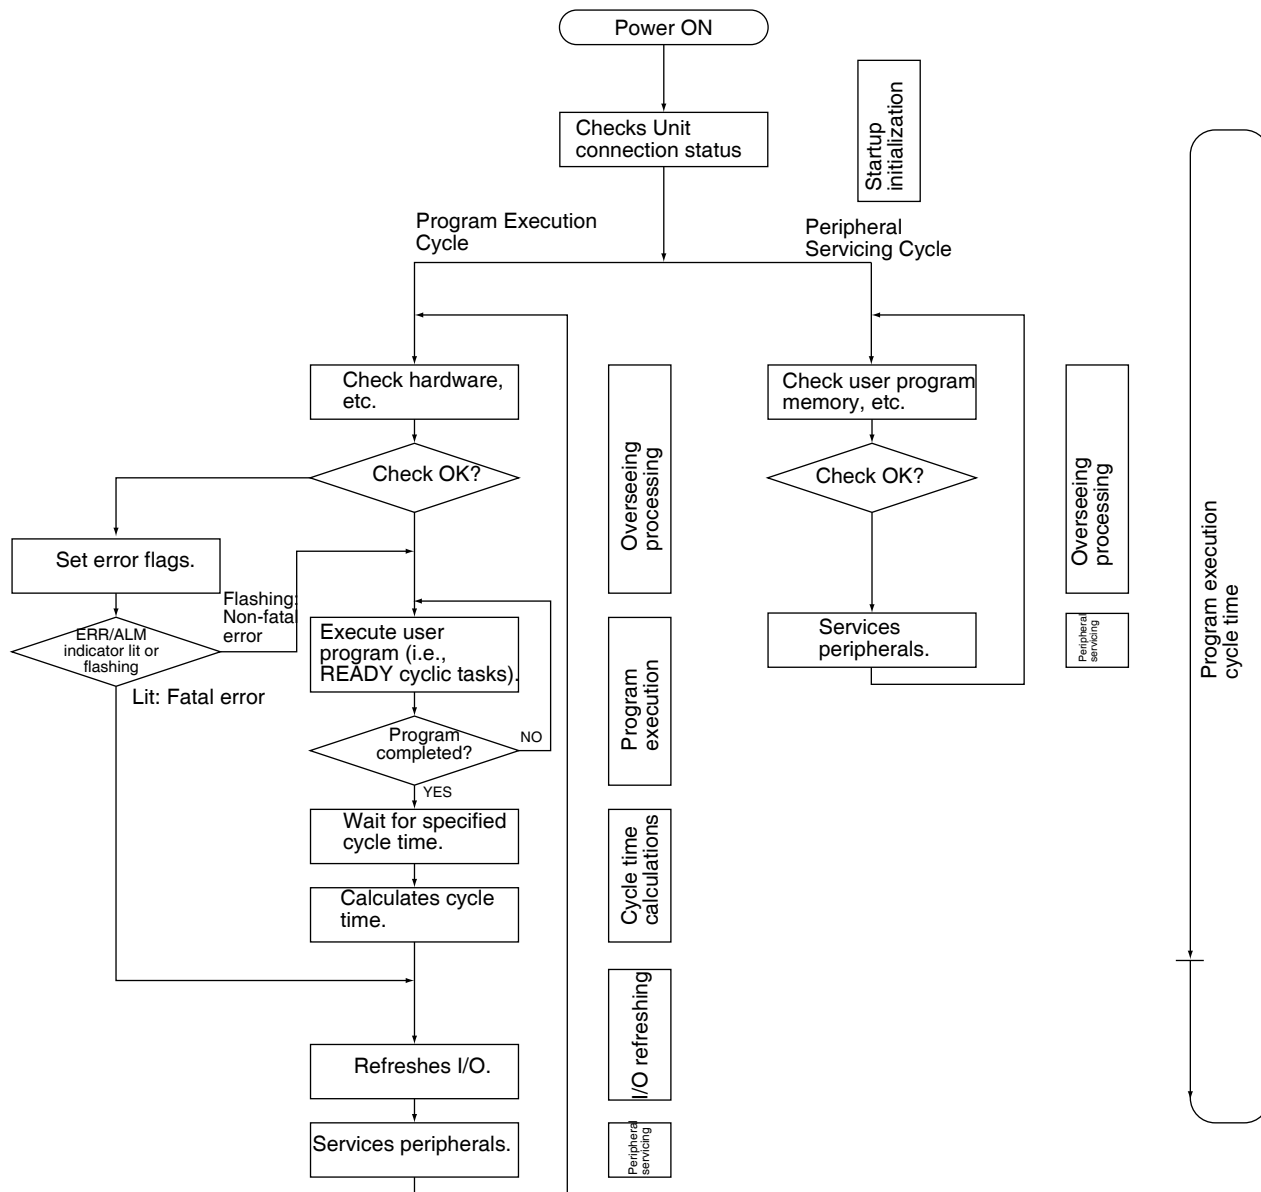 Power ON
Checks Unit
connection status
Startup
initialization
Program Execution
Cycle
Peripheral
Servicing Cycle
Check hardware,
etc.
Check OK?
Set error flags.
Flashing:
Non-fatal
error
ERR/ALM
indicator lit or
flashing
Lit: Fatal error
Execute user
program (i.e.,
READY cyclic tasks).
Program
completed?
NO
YES
Wait for specified
cycle time.
Calculates cycle
time.
Refreshes I/O.
Services peripherals.
Overseeing
processing
Program
execution
Cycle time
calculations
I/O refreshing
Peripheral
servicing
Check user program
memory, etc.
Check OK?
Services
peripherals.
Overseeing
processing
Peripheral
servicing
Program execution
cycle time